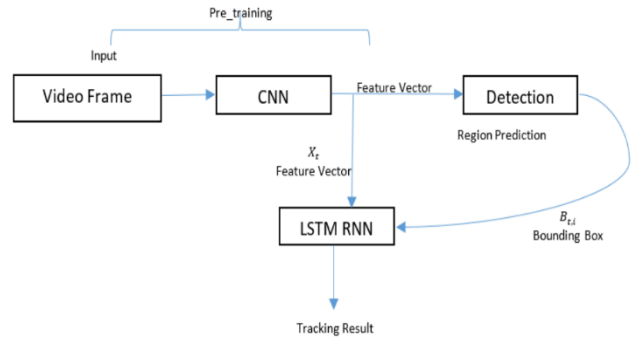 Pre_training
Input
Video Frame
CNN
Feature Vector
Detection
Region Prediction
X_t
Feature Vector
LSTM RNN
B_{t,i}
Bounding Box
Tracking Result